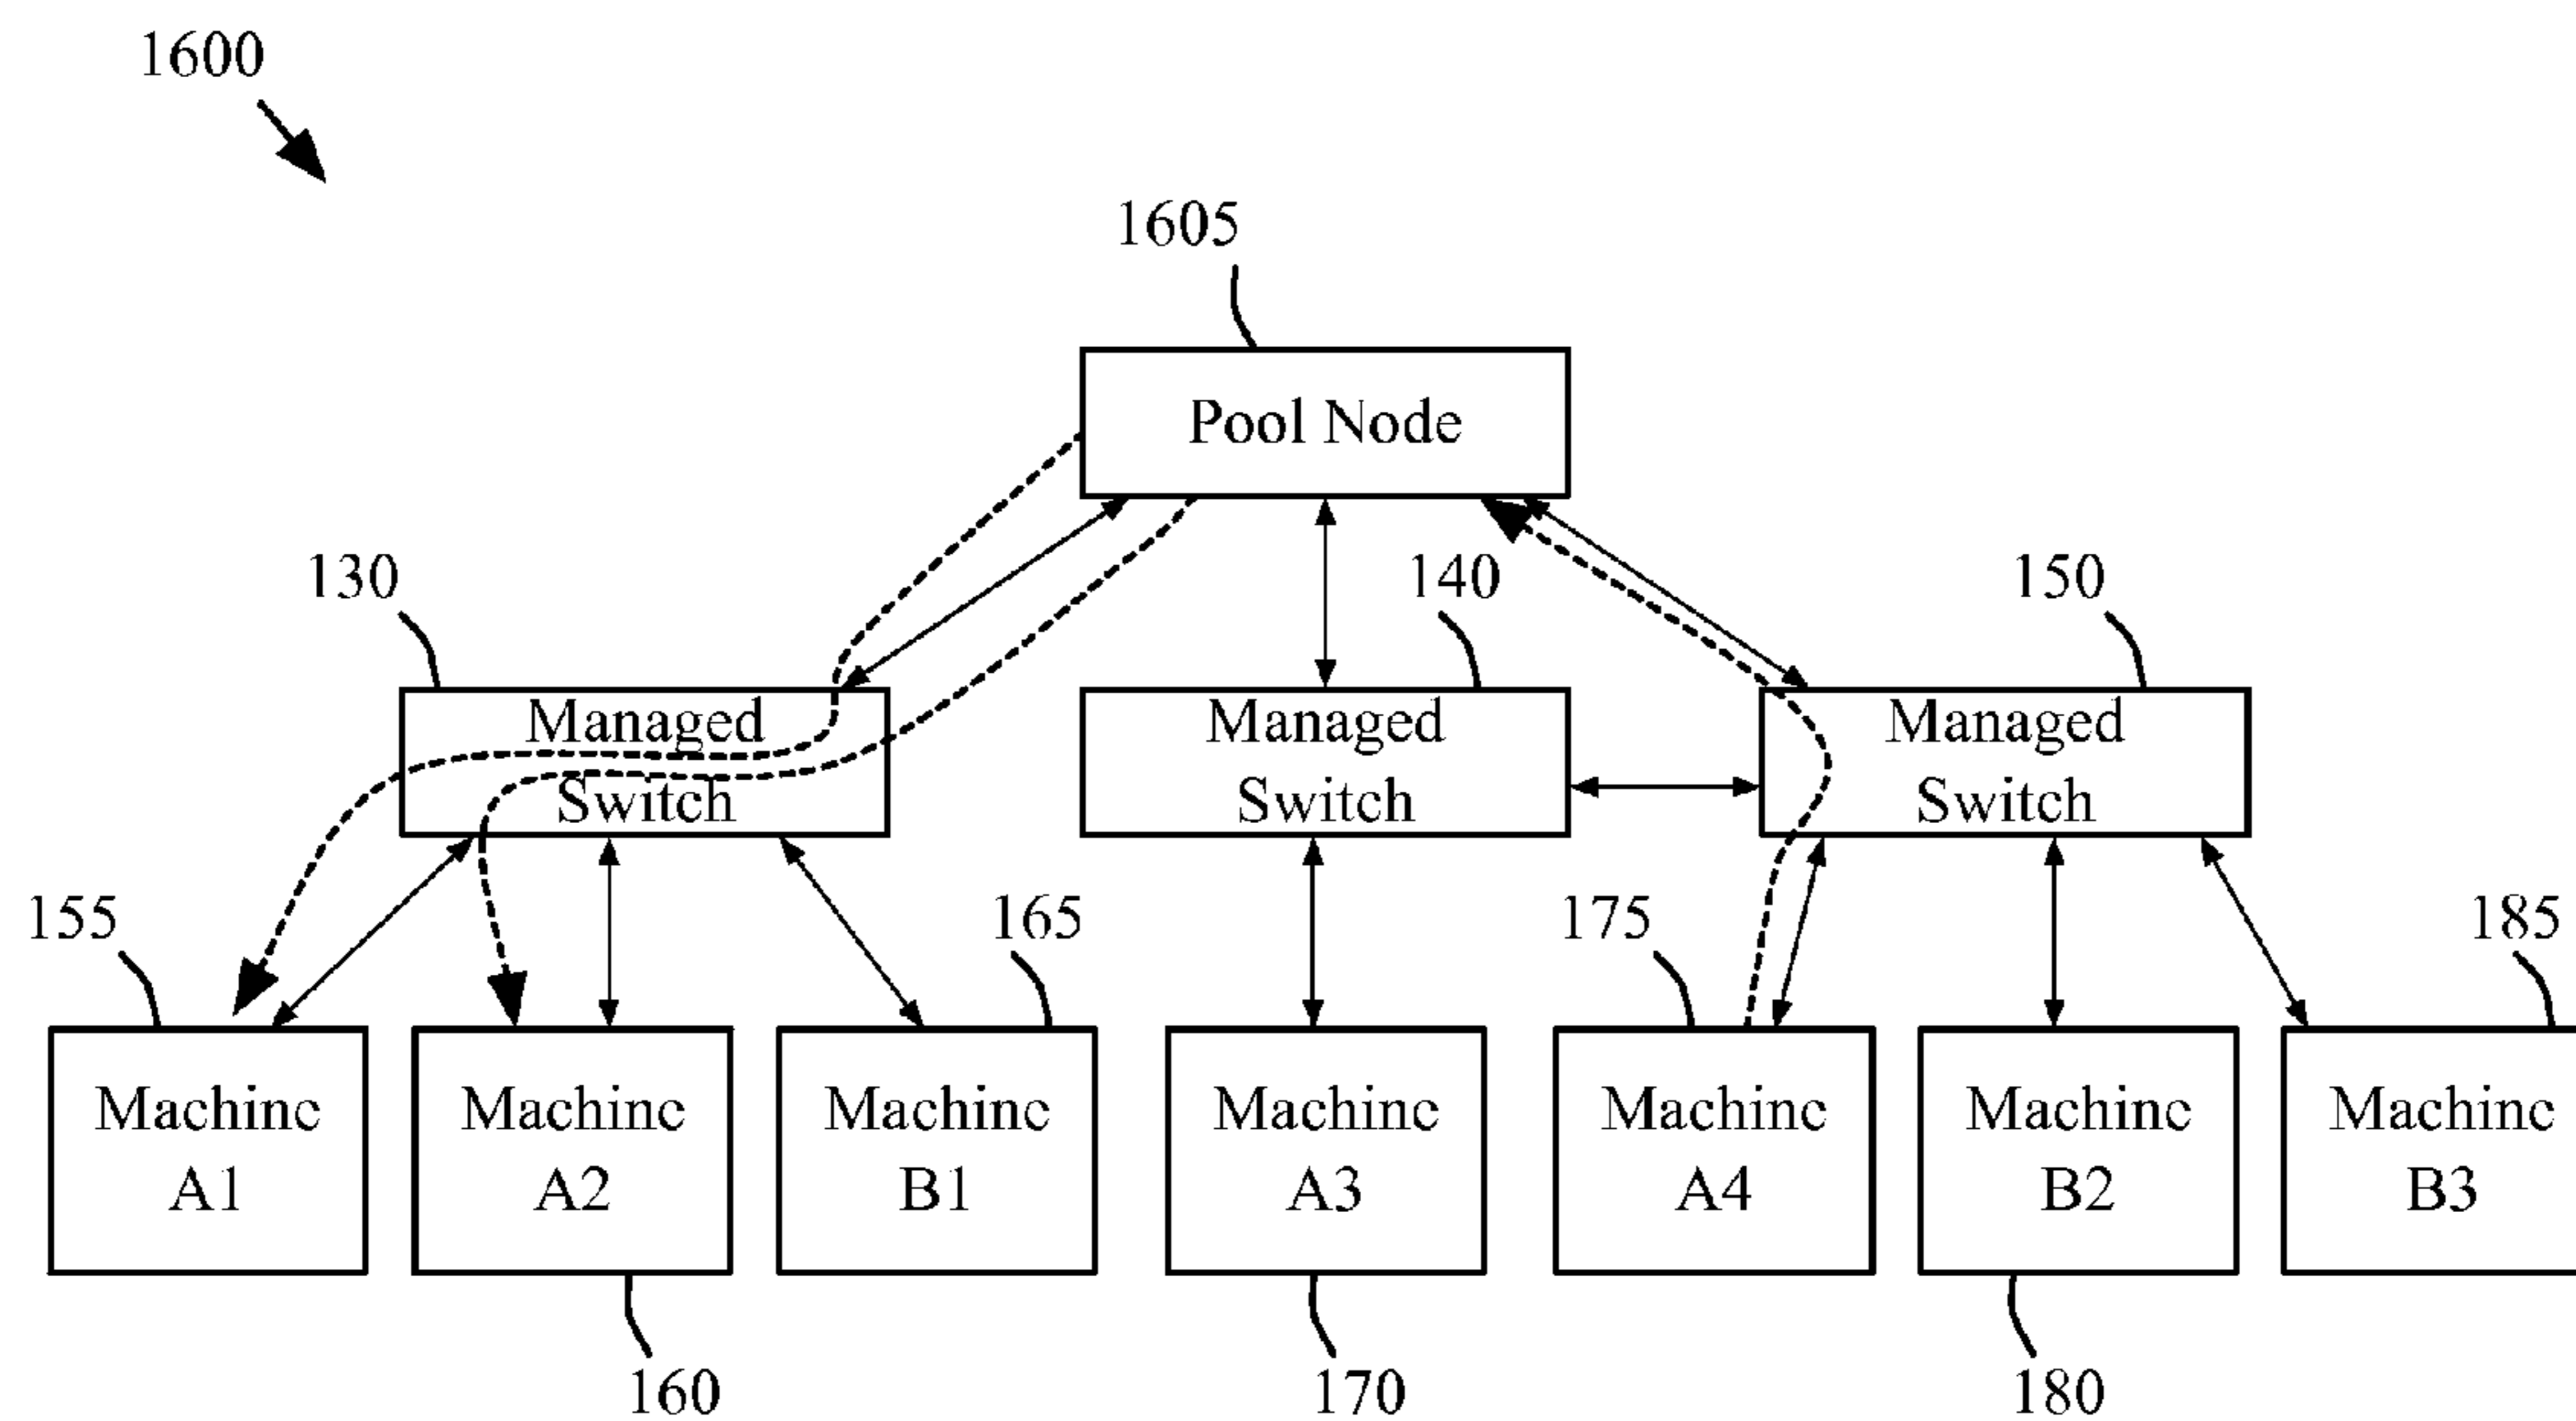 1600
1605
Pool Node
130
140
150
Managed
Switch
Managed
Switch
Managed
Switch
155
165
175
185
Machine
A1
Machine
A2
Machine
B1
Machine
A3
Machine
A4
Machine
B2
Machine
B3
160
170
180